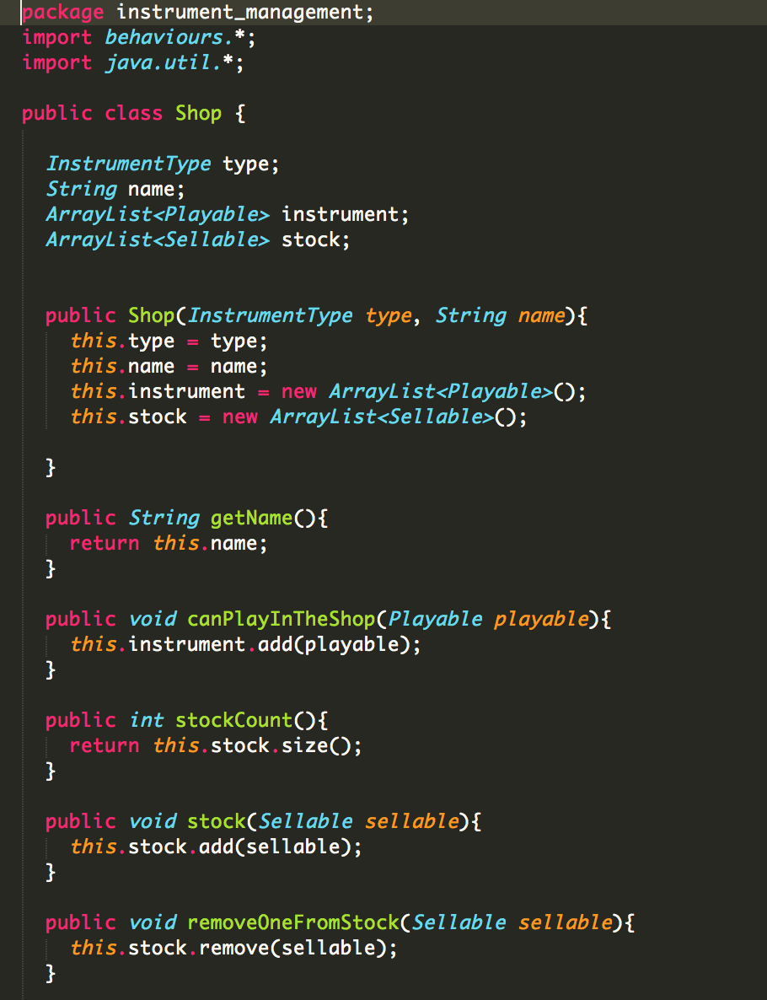 package instrument_management;
import behaviours.*;
import java.util.*;

public class Shop {

  InstrumentType type;
  String name;
  ArrayList<Playable> instrument;
  ArrayList<Sellable> stock;


  public Shop(InstrumentType type, String name){
    this.type = type;
    this.name = name;
    this.instrument = new ArrayList<Playable>();
    this.stock = new ArrayList<Sellable>();

  }

  public String getName(){
    return this.name;
  }

  public void canPlayInTheShop(Playable playable){
    this.instrument.add(playable);
  }

  public int stockCount(){
    return this.stock.size();
  }

  public void stock(Sellable sellable){
    this.stock.add(sellable);
  }

  public void removeOneFromStock(Sellable sellable){
    this.stock.remove(sellable);
  }